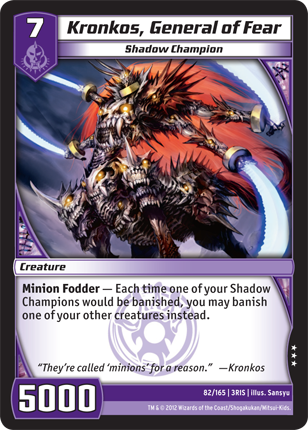 7
Kronkos, General of Fear
Shadow Champion
Creature
Minion Fodder — Each time one of your Shadow
Champions would be banished, you may banish
one of your other creatures instead.
"They're called 'minions' for a reason." —Kronkos
5000
82/165 | 3RIS | illus. Sansyu
TM & © 2012 Wizards of the Coast/Shogakukan/Mitsui-Kids.